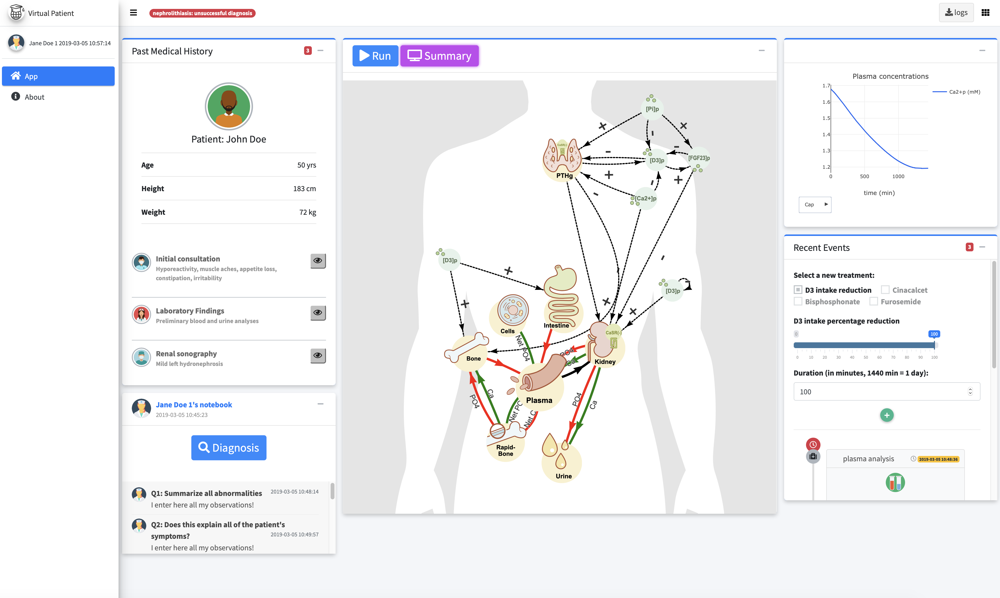 Virtual Patient
nephrolithiasis: unsuccessful diagnosis
logs
Jane Doe 1 2019-03-05 10:57:14
App
About
Past Medical History
3
Patient: John Doe
Age 50 yrs
Height 183 cm
Weight 72 kg
Initial consultation
Hyporeactivity, muscle aches, appetite loss,
constipation, irritability
Laboratory Findings
Preliminary blood and urine analyses
Renal sonography
Mild left hydronephrosis
Jane Doe 1's notebook
2019-03-05 10:45:23
Diagnosis
Q1: Summarize all abnormalities 2019-03-05 10:48:14
I enter here all my observations!
Q2: Does this explain all of the patient's
symptoms? 2019-03-05 10:49:57
I enter here all my observations!
Run
Summary
[Pi]p
+
-
+
CaSR(-)
PTHg
-
-
[D3]p
[FGF23]p
+
-
+
-
[Ca2+]p
-
[D3]p
+
-
[D3]p
-
+
+
+
Cells
Intestine
CaSR(-)
Net PO4
PO4
Ca
Bone
Kidney
Plasma
PO4
Ca
Net PO
Net C
PO4
Ca
Rapid-
Bone
Urine
Plasma concentrations
1.7
1.6
1.5
1.4
1.3
1.2
0 500 1000
time (min)
Ca2+p (mM)
Cap
Recent Events
3
Select a new treatment:
D3 intake reduction Cinacalcet
Bisphosphonate Furosemide
D3 intake percentage reduction
0 100
0 10 20 30 40 50 60 70 80 90 100
Duration (in minutes, 1440 min = 1 day):
100
+
plasma analysis 2019-03-05 10:48:36